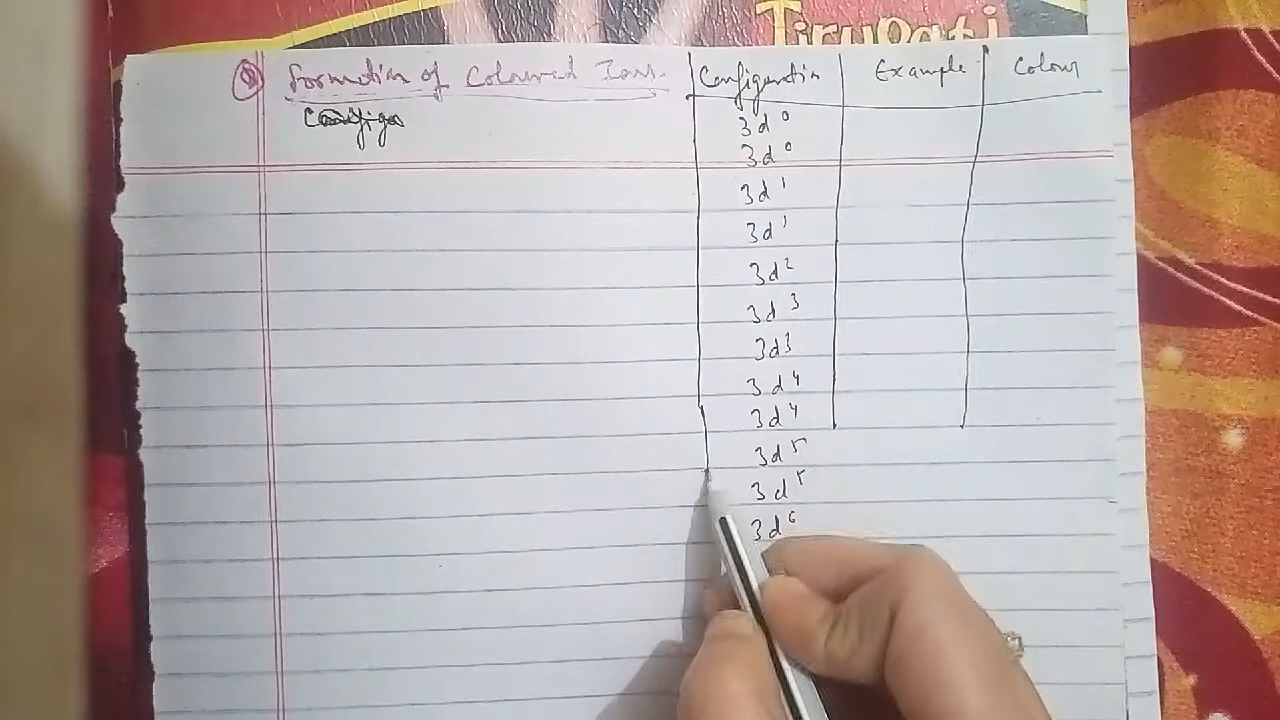 Tirupati
Formation of Coloured Ions. Configuration Example Colour
3d⁰
3d⁰
3d¹
3d¹
3d²
3d³
3d³
3d⁴
3d⁴
3d⁵
3d⁵
3d⁶